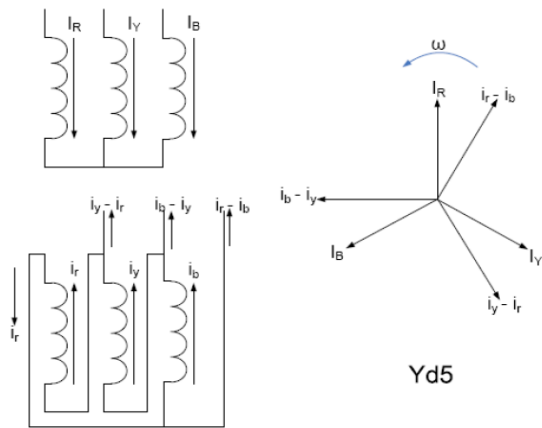 I_R I_Y I_B
ω
I_R i_r - i_b
i_b - i_y
I_B I_Y
i_y - i_r
i_y - i_r i_b - i_y i_r - i_b
i_r i_r i_y i_b
Yd5